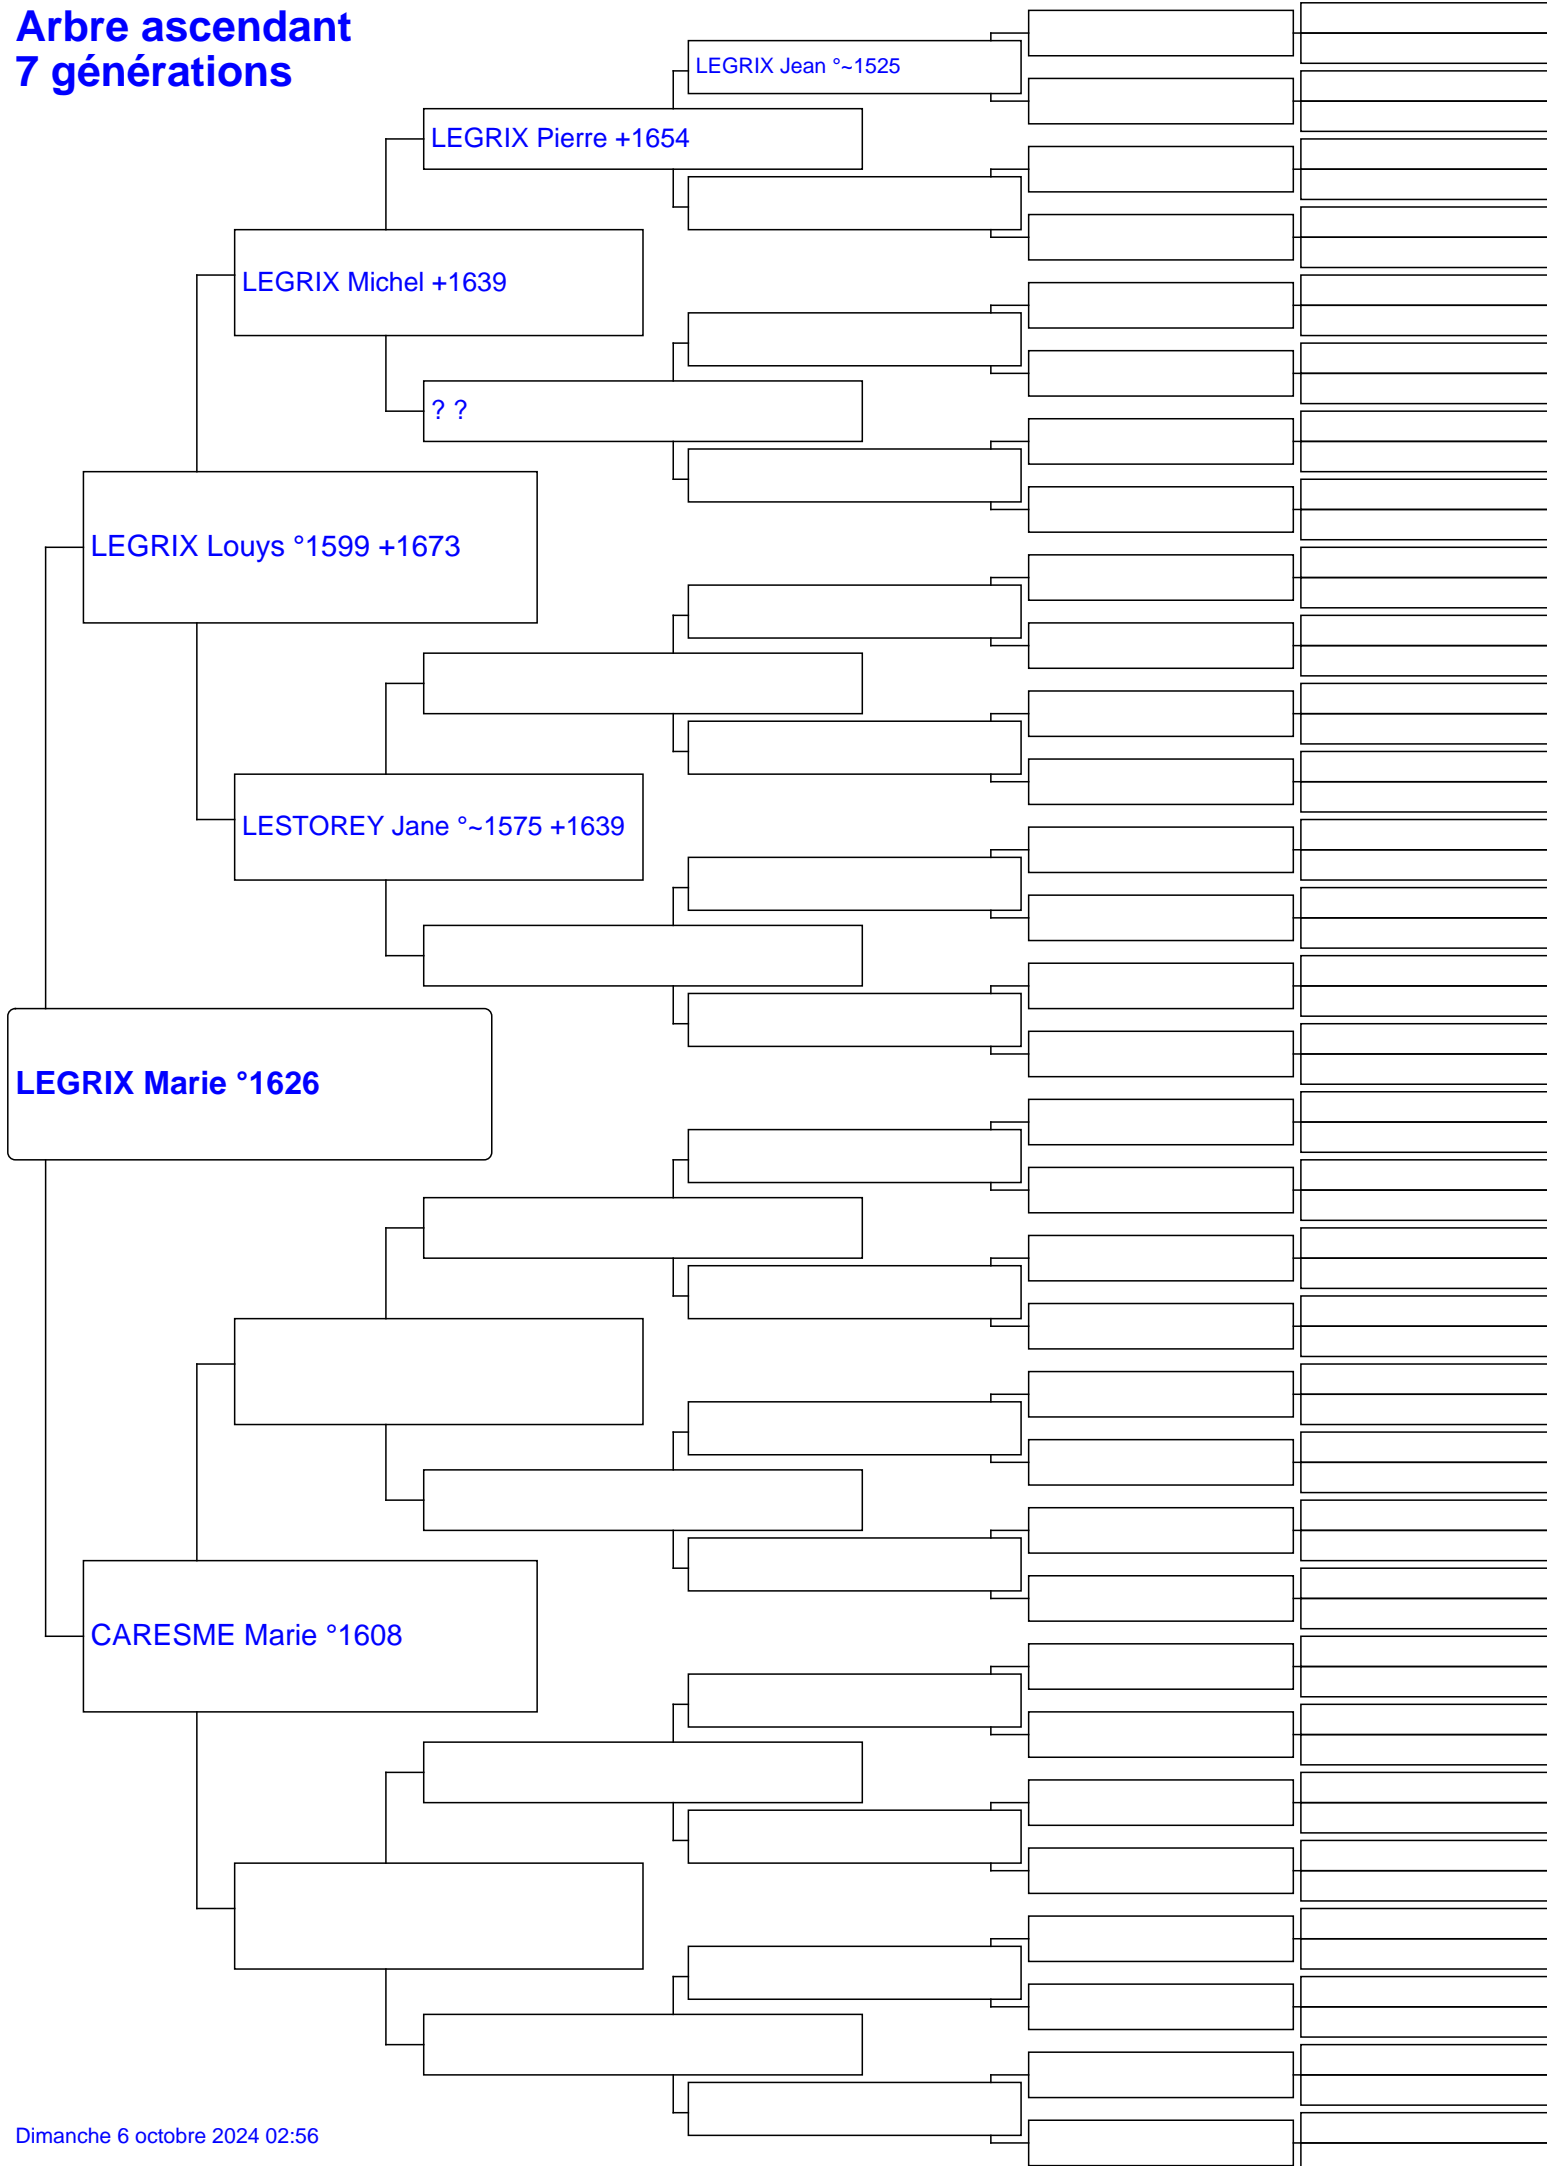 Arbre ascendant
7 générations
LEGRIX Jean °~1525
LEGRIX Pierre +1654
LEGRIX Michel +1639
? ?
LEGRIX Louys °1599 +1673
LESTOREY Jane °~1575 +1639
LEGRIX Marie °1626
CARESME Marie °1608
Dimanche 6 octobre 2024 02:56